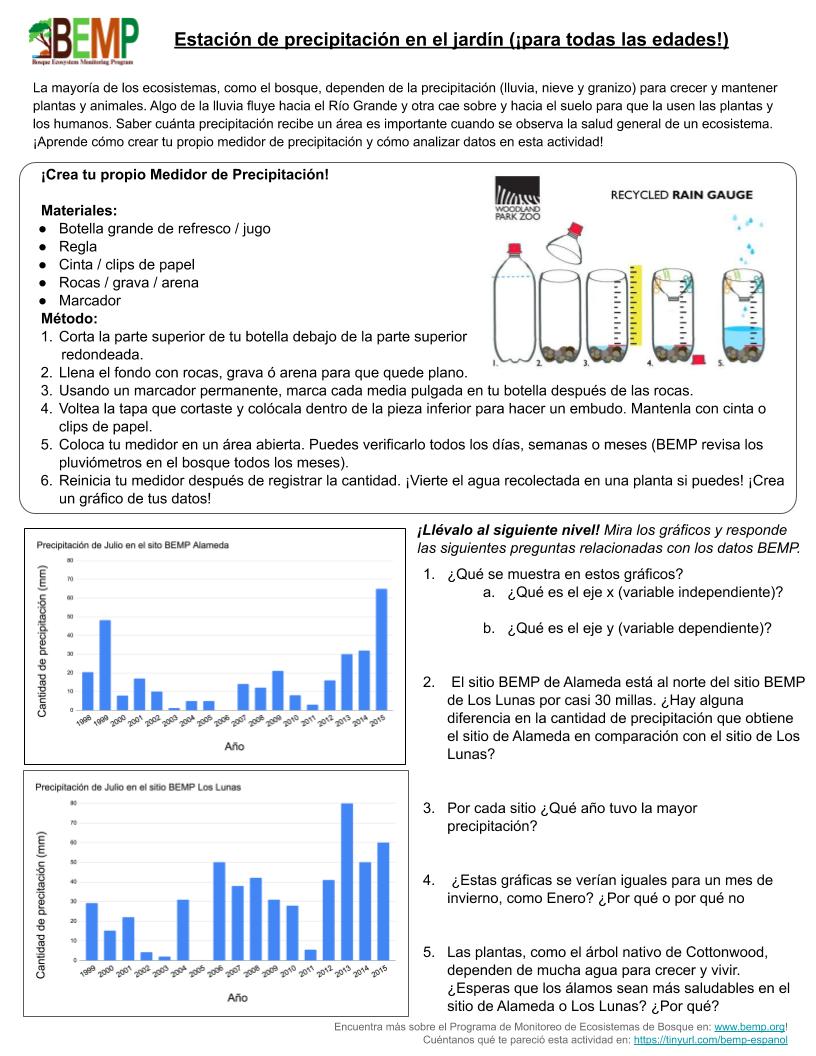 BEMP
Bosque Ecosystem Monitoring Program
Estación de precipitación en el jardín (¡para todas las edades!)
La mayoría de los ecosistemas, como el bosque, dependen de la precipitación (lluvia, nieve y granizo) para crecer y mantener
plantas y animales. Algo de la lluvia fluye hacia el Río Grande y otra cae sobre y hacia el suelo para que la usen las plantas y
los humanos. Saber cuánta precipitación recibe un área es importante cuando se observa la salud general de un ecosistema.
¡Aprende cómo crear tu propio medidor de precipitación y cómo analizar datos en esta actividad!
¡Crea tu propio Medidor de Precipitación!
Materiales:
● Botella grande de refresco / jugo
● Regla
● Cinta / clips de papel
● Rocas / grava / arena
● Marcador
WOODLAND
PARK ZOO
RECYCLED RAIN GAUGE
1. 2. 3. 4. 5.
Método:
1. Corta la parte superior de tu botella debajo de la parte superior
redondeada.
2. Llena el fondo con rocas, grava ó arena para que quede plano.
3. Usando un marcador permanente, marca cada media pulgada en tu botella después de las rocas.
4. Voltea la tapa que cortaste y colócala dentro de la pieza inferior para hacer un embudo. Mantenla con cinta o
clips de papel.
5. Coloca tu medidor en un área abierta. Puedes verificarlo todos los días, semanas o meses (BEMP revisa los
pluviómetros en el bosque todos los meses).
6. Reinicia tu medidor después de registrar la cantidad. ¡Vierte el agua recolectada en una planta si puedes! ¡Crea
un gráfico de tus datos!
Precipitación de Julio en el sito BEMP Alameda
Cantidad de precipitación (mm)
80
70
60
50
40
30
20
10
0
1998 1999 2000 2001 2002 2003 2004 2005 2006 2007 2008 2009 2010 2011 2012 2013 2014 2015
Año
Precipitación de Julio en el sitio BEMP Los Lunas
Cantidad de precitación (mm)
80
70
60
50
40
30
20
10
0
1999 2000 2001 2002 2003 2004 2005 2006 2007 2008 2009 2010 2011 2012 2013 2014 2015
Año
¡Llévalo al siguiente nivel! Mira los gráficos y responde
las siguientes preguntas relacionadas con los datos BEMP.
1. ¿Qué se muestra en estos gráficos?
a. ¿Qué es el eje x (variable independiente)?
b. ¿Qué es el eje y (variable dependiente)?
2. El sitio BEMP de Alameda está al norte del sitio BEMP
de Los Lunas por casi 30 millas. ¿Hay alguna
diferencia en la cantidad de precipitación que obtiene
el sitio de Alameda en comparación con el sitio de Los
Lunas?
3. Por cada sitio ¿Qué año tuvo la mayor
precipitación?
4. ¿Estas gráficas se verían iguales para un mes de
invierno, como Enero? ¿Por qué o por qué no
5. Las plantas, como el árbol nativo de Cottonwood,
dependen de mucha agua para crecer y vivir.
¿Esperas que los álamos sean más saludables en el
sitio de Alameda o Los Lunas? ¿Por qué?
Encuentra más sobre el Programa de Monitoreo de Ecosistemas de Bosque en: www.bemp.org!
Cuéntanos qué te pareció esta actividad en: https://tinyurl.com/bemp-espanol